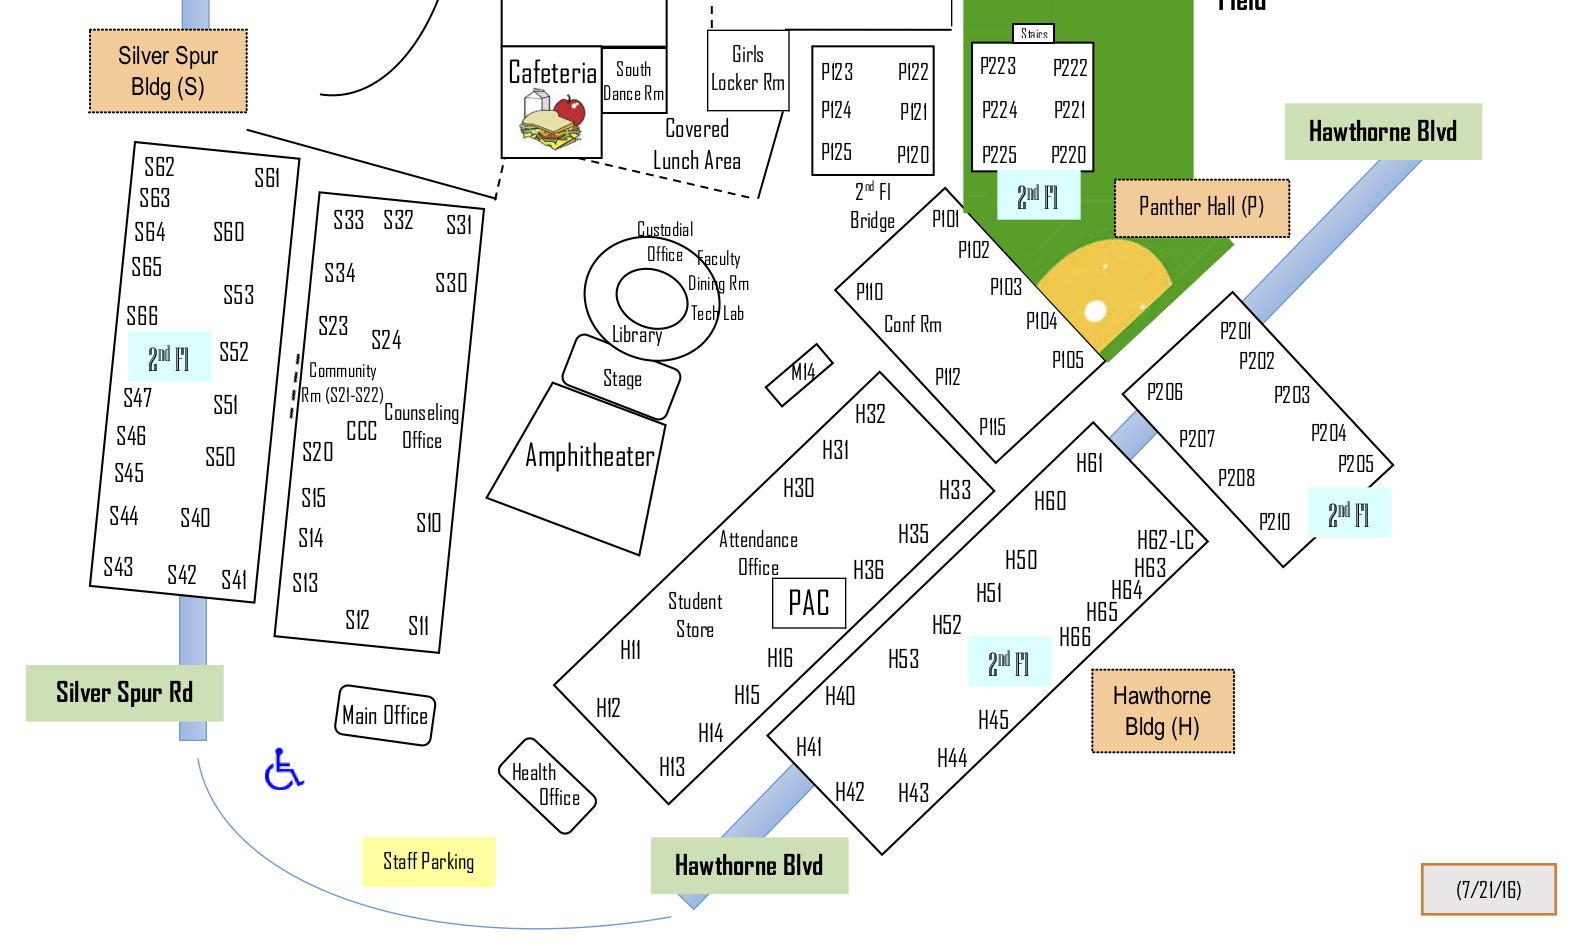 Field
Silver Spur
Bldg (S)
Cafeteria
South
Dance Rm
Girls
Locker Rm
Covered
Lunch Area
P123
P122
P124
P121
P125
P120
2nd Fl
Bridge
Stairs
P223
P222
P224
P221
P225
P220
2nd Fl
Hawthorne Blvd
Panther Hall (P)
S62
S61
S63
S64
S60
S65
S53
S66
2nd Fl
S52
S47
S51
S46
S50
S45
S44
S40
S43
S42
S41
S33
S32
S31
S34
S30
S23
S24
Community
Rm (S21-S22)
Counseling
Office
CCC
S20
S15
S10
S14
S13
S12
S11
Custodial
Office
Faculty
Dining Rm
Tech Lab
Library
Stage
Amphitheater
M14
P101
P102
P103
P110
Conf Rm
P104
P105
P112
P115
P201
P202
P206
P203
P207
P204
P205
P208
P210
2nd Fl
H32
H31
H30
H33
H35
Attendance
Office
H36
PAC
Student
Store
H11
H16
H12
H15
H14
H13
H61
H60
H62-LC
H50
H63
H51
H64
H65
H52
H66
H53
2nd Fl
H40
H45
H41
H44
H42
H43
Hawthorne
Bldg (H)
Silver Spur Rd
Main Office
Health
Office
Staff Parking
Hawthorne Blvd
(7/21/16)